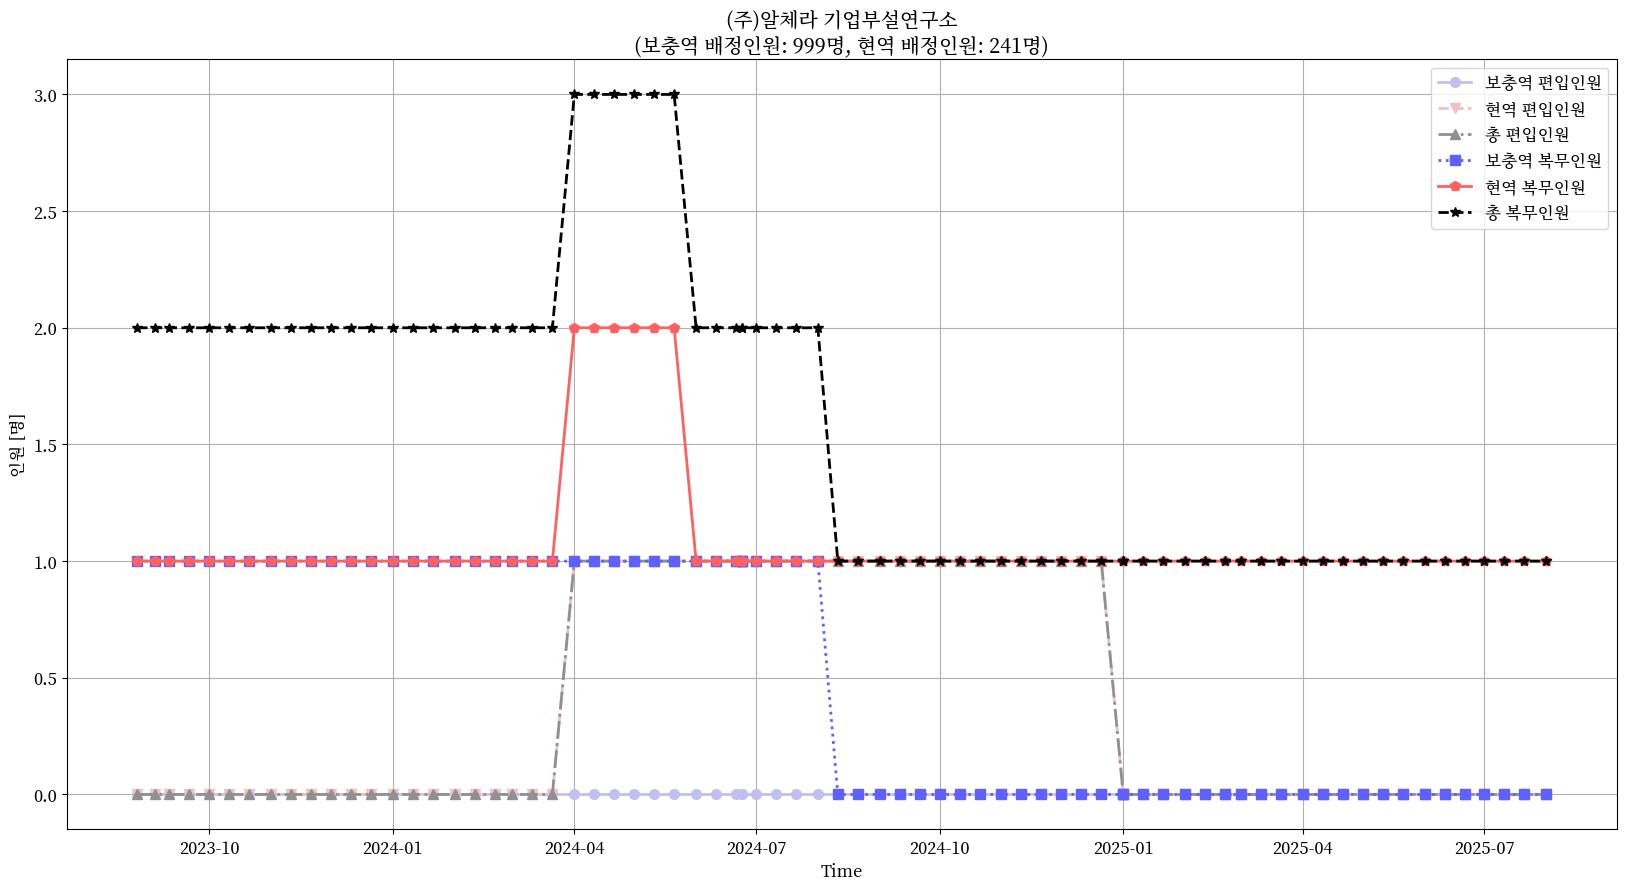 (주)알체라 기업부설연구소
(보충역 배정인원: 999명, 현역 배정인원: 241명)
보충역 편입인원
현역 편입인원
총 편입인원
보충역 복무인원
현역 복무인원
총 복무인원
3.0
2.5
2.0
1.5
1.0
0.5
0.0
인원 [명]
2023-10
2024-01
2024-04
2024-07
2024-10
2025-01
2025-04
2025-07
Time